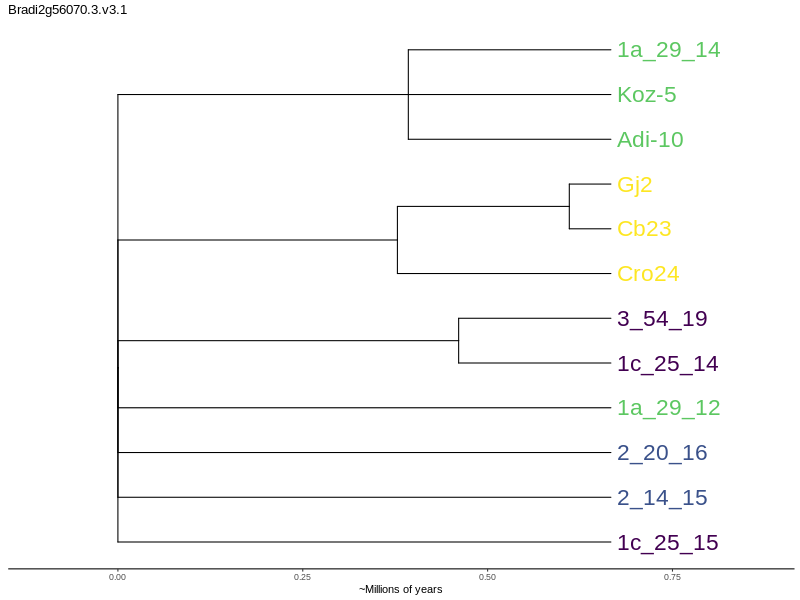 Bradi2g56070.3.v3.1
1a_29_14
Koz-5
Adi-10
Gj2
Cb23
Cro24
3_54_19
1c_25_14
1a_29_12
2_20_16
2_14_15
1c_25_15
0.00 0.25 0.50 0.75
~Millions of years